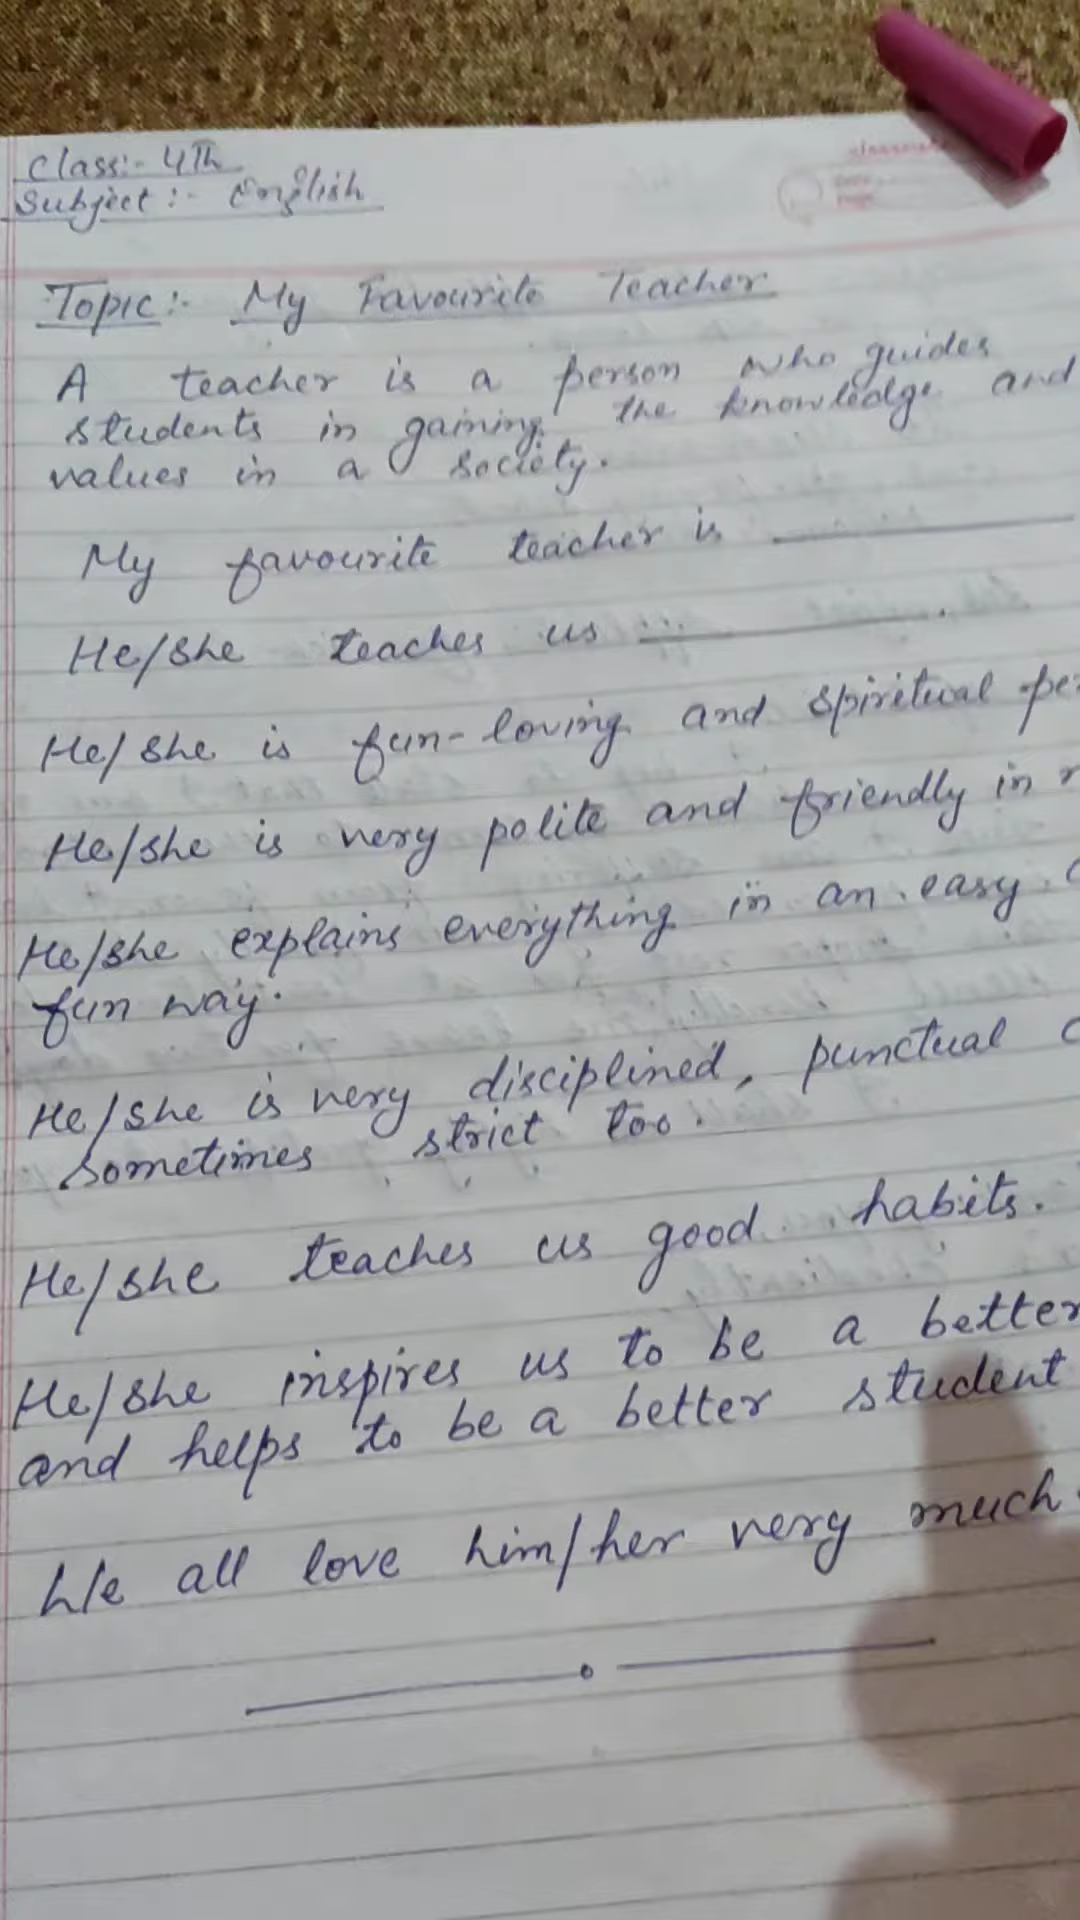 Class:- 4Th
Subject :- English
Topic:- My Favourite Teacher
A teacher is a person who guides
students in gaining the knowledge and
values in a society.
My favourite teacher is
He/she teaches us .
He/she is fun-loving and spiritual pe
He/she is very polite and friendly in
He/she explains everything in an easy
fun way.
He/she is very disciplined, punctual
sometimes strict too.
He/she teaches us good habits.
He/she inspires us to be a better
and helps to be a better student
We all love him/her very much.